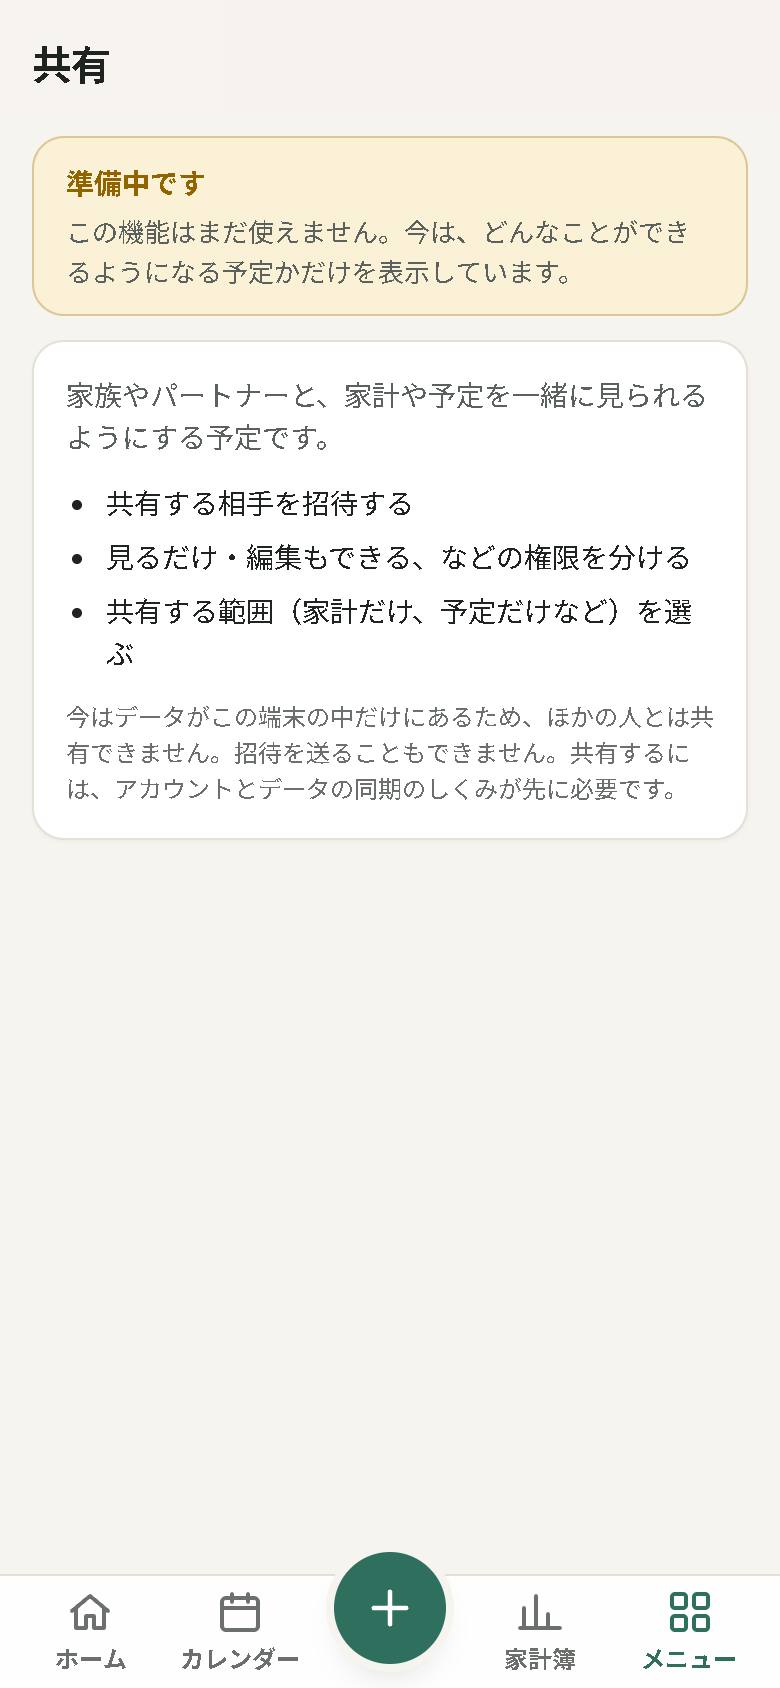 共有
準備中です
この機能はまだ使えません。今は、どんなことができ
るようになる予定かだけを表示しています。
家族やパートナーと、家計や予定を一緒に見られる
ようにする予定です。
• 共有する相手を招待する
• 見るだけ・編集もできる、などの権限を分ける
• 共有する範囲（家計だけ、予定だけなど）を選
ぶ
今はデータがこの端末の中だけにあるため、ほかの人とは共
有できません。招待を送ることもできません。共有するに
は、アカウントとデータの同期のしくみが先に必要です。
ホーム
カレンダー
家計簿
メニュー